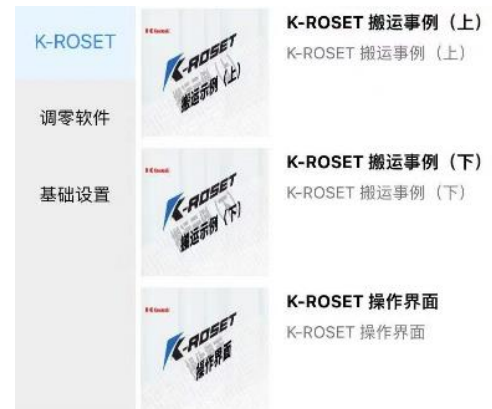 K-ROSET
调零软件
基础设置
K-ROSET
搬运示例（上）
K-ROSET 搬运事例（上）
K-ROSET 搬运事例（上）
K-ROSET
搬运示例（下）
K-ROSET 搬运事例（下）
K-ROSET 搬运事例（下）
K-ROSET
操作界面
K-ROSET 操作界面
K-ROSET 操作界面